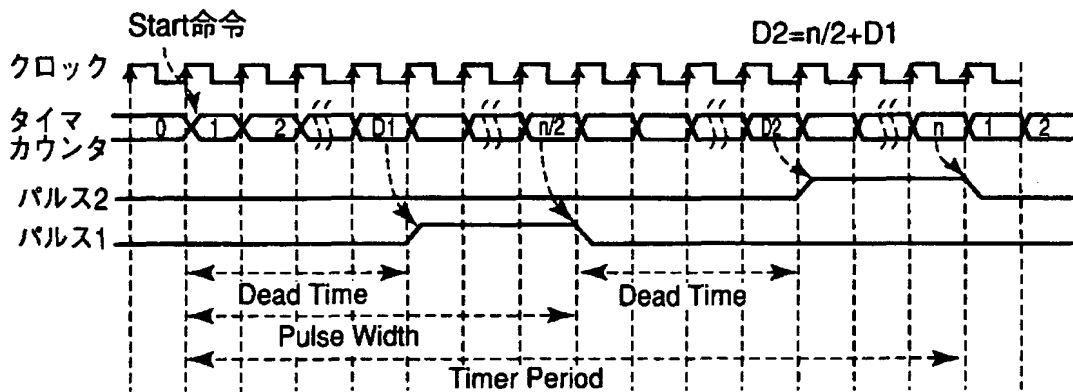 Start命令
D2=n/2+D1
クロック
タイマ
カウンタ
0 1 2 D1 n/2 D2 n 1 2
パルス2
パルス1
Dead Time Dead Time
Pulse Width
Timer Period